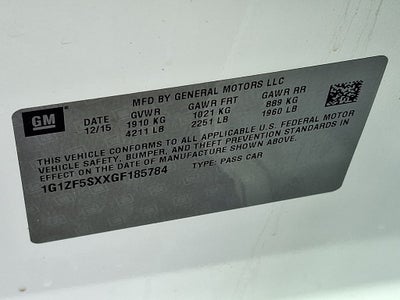 GM
MFD BY GENERAL MOTORS LLC
DATE GVWR GAWR FRT GAWR RR
12/15 1910 KG 1021 KG 889 KG
4211 LB 2251 LB 1960 LB
THIS VEHICLE CONFORMS TO ALL APPLICABLE U.S. FEDERAL MOTOR
VEHICLE SAFETY, BUMPER, AND THEFT PREVENTION STANDARDS IN
EFFECT ON THE DATE OF MANUFACTURE SHOWN ABOVE.
1G1ZF5SXXGF185784 TYPE: PASS CAR